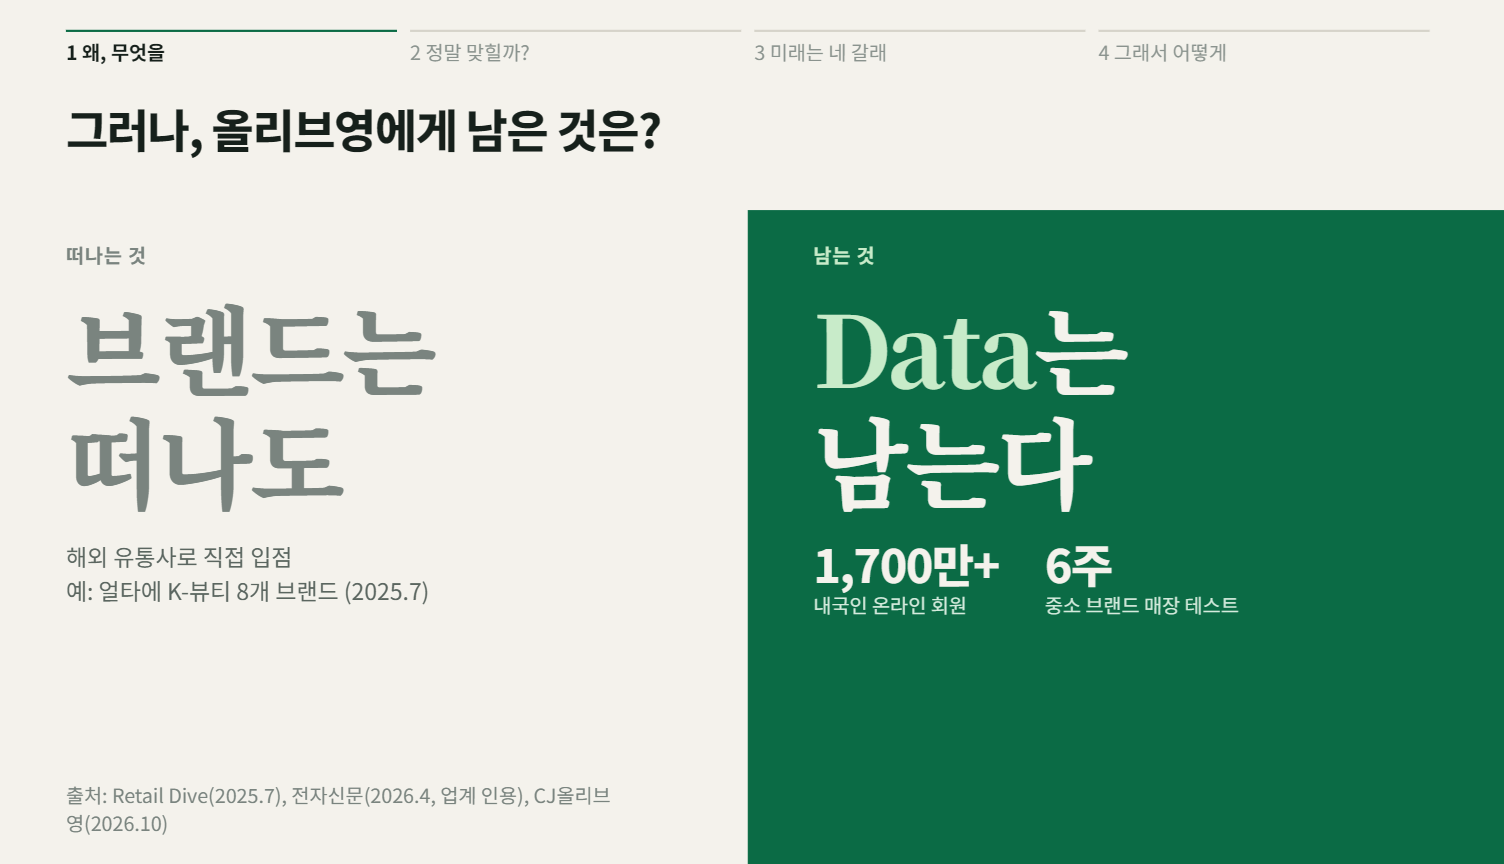 1 왜, 무엇을
2 정말 맞힐까?
3 미래는 네 갈래
4 그래서 어떻게
그러나, 올리브영에게 남은 것은?
떠나는 것
브랜드는
떠나도
해외 유통사로 직접 입점
예: 얼타에 K-뷰티 8개 브랜드 (2025.7)
출처: Retail Dive(2025.7), 전자신문(2026.4, 업계 인용), CJ올리브
영(2026.10)
남는 것
Data는
남는다
1,700만+
내국인 온라인 회원
6주
중소 브랜드 매장 테스트